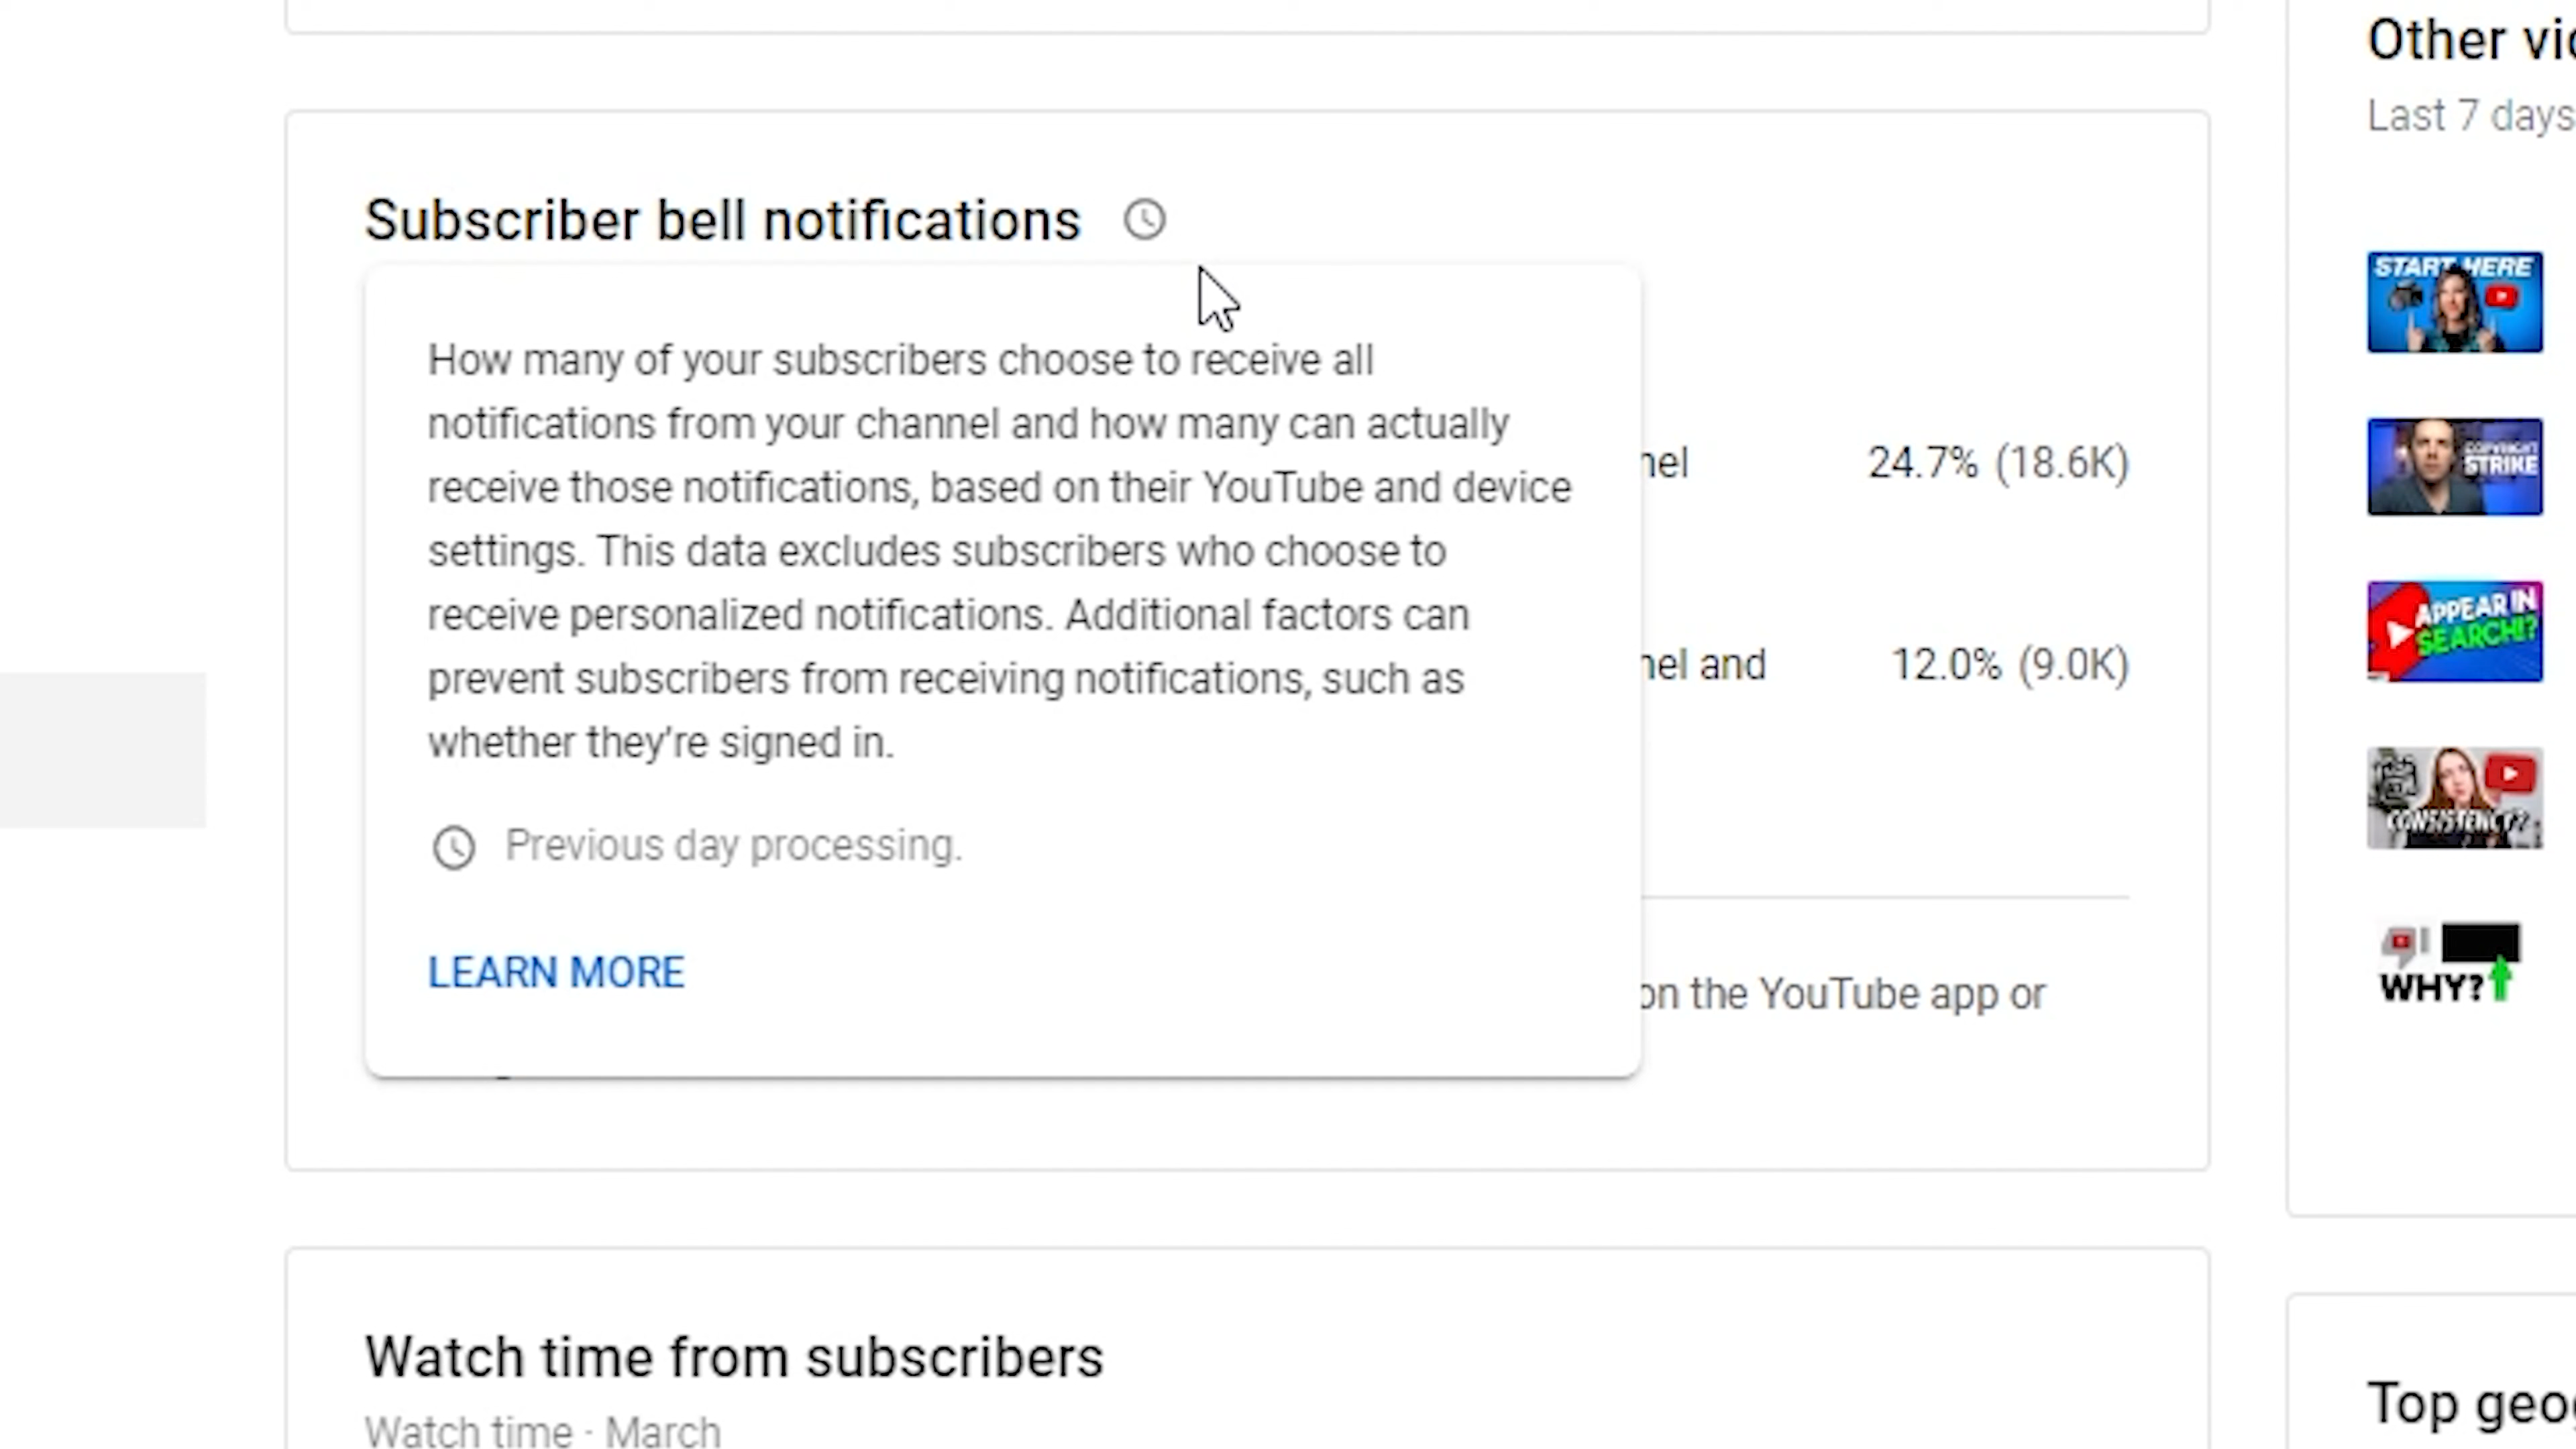 Subscriber bell notifications
How many of your subscribers choose to receive all
notifications from your channel and how many can actually
receive those notifications, based on their YouTube and device
settings. This data excludes subscribers who choose to
receive personalized notifications. Additional factors can
prevent subscribers from receiving notifications, such as
whether they're signed in.
Previous day processing.
LEARN MORE
nel 24.7% (18.6K)
nel and 12.0% (9.0K)
on the YouTube app or
Watch time from subscribers
Watch time · March
Other vid
Last 7 days
START HERE
COPYRIGHT
STRIKE
APPEAR IN
SEARCH!?
CONSISTENCY?
WHY?
Top geog